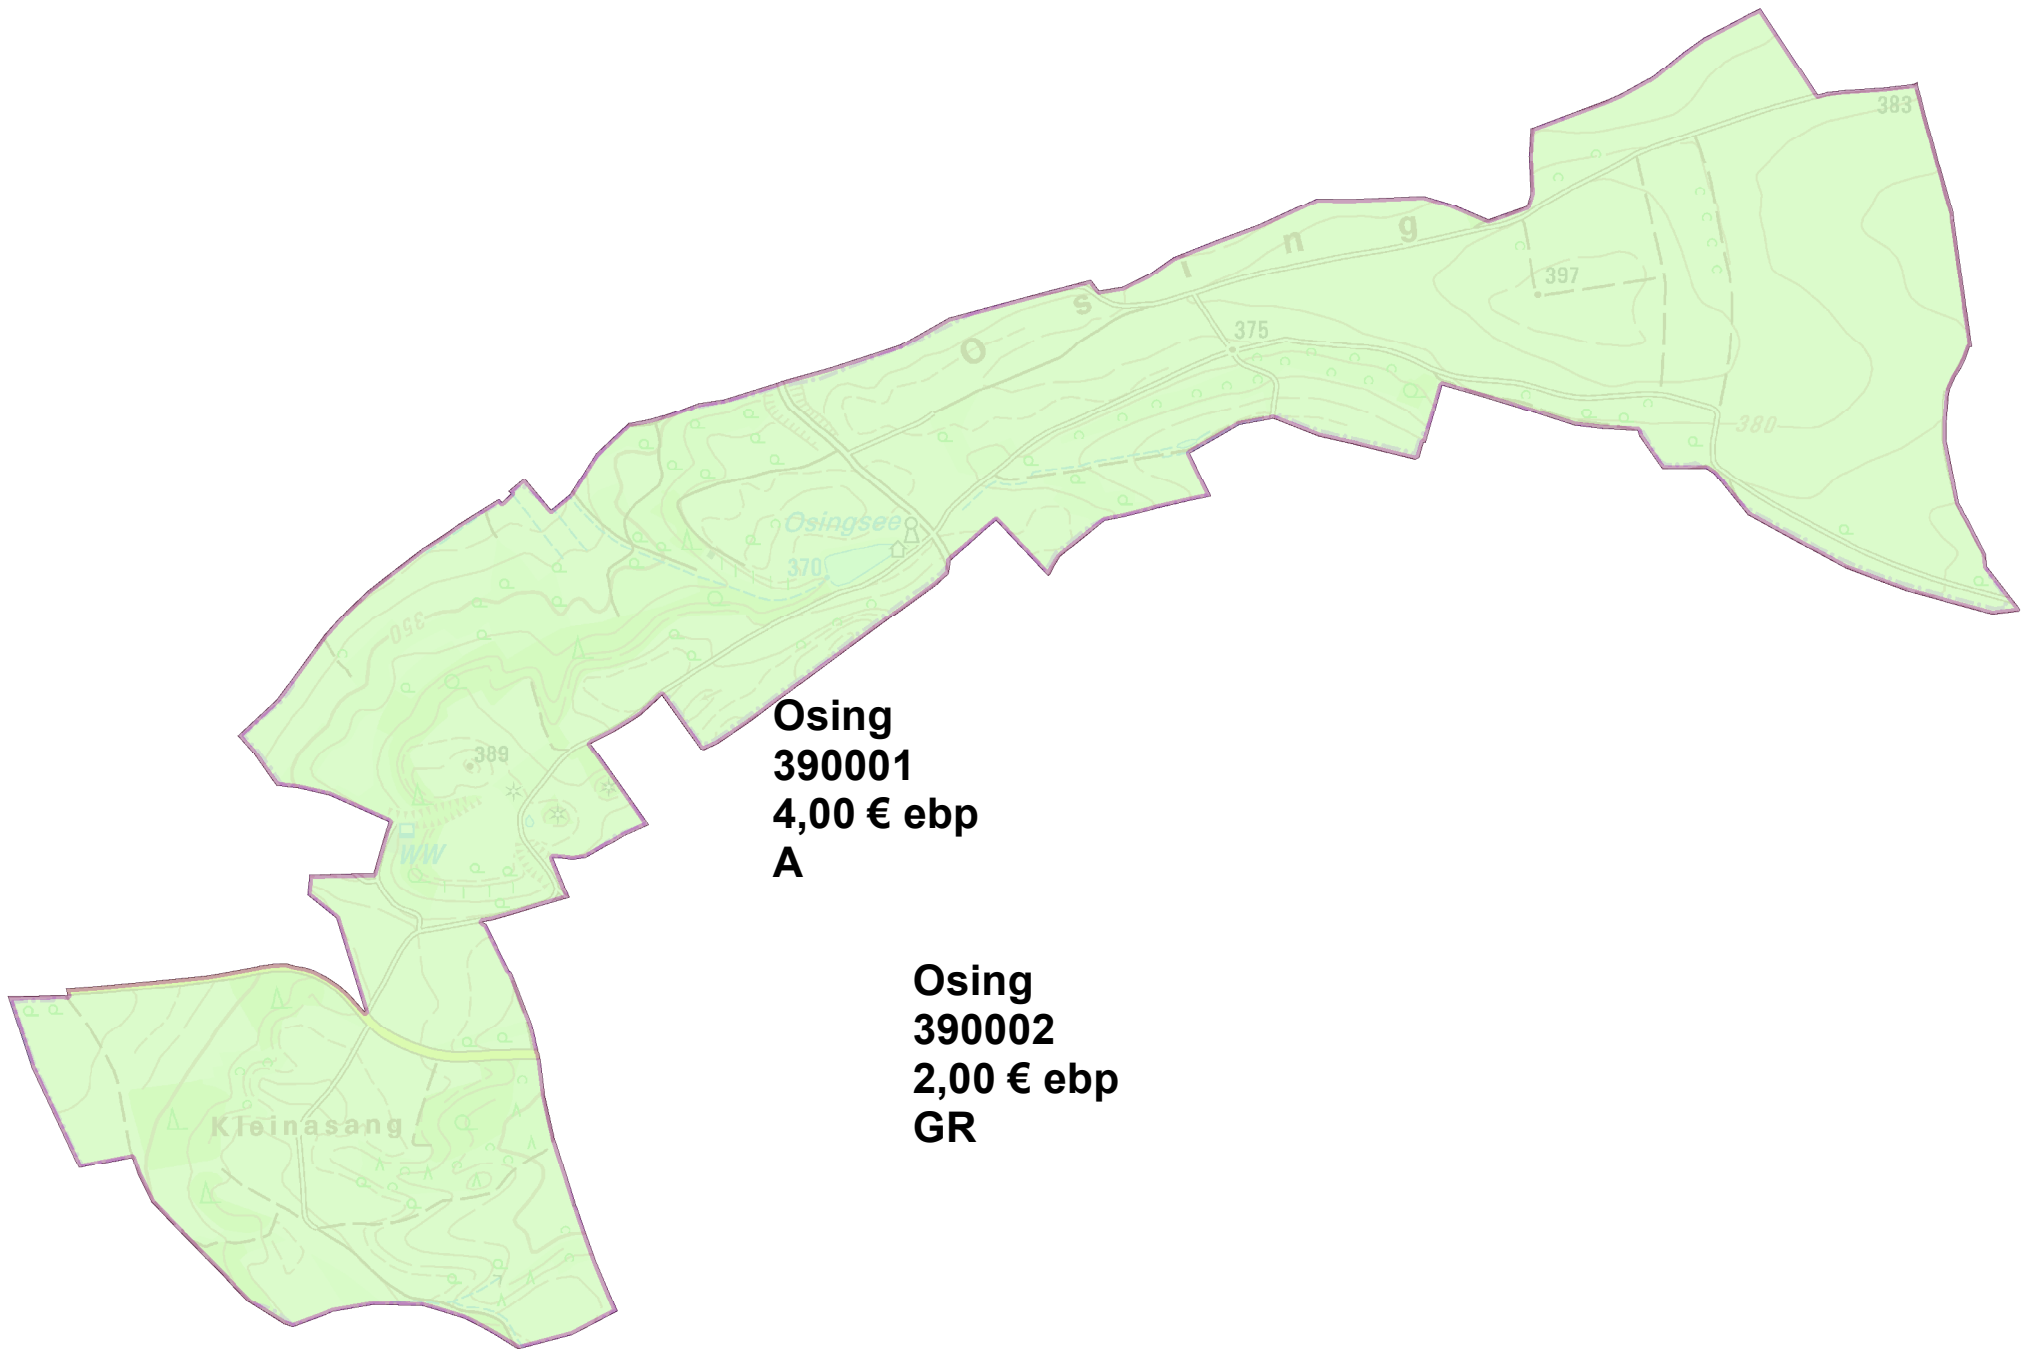 383
O s i n g
397
375
380
Osingsee
370
350
389
Osing
390001
4,00 € ebp
A
WW
Osing
390002
2,00 € ebp
GR
Kleinasang